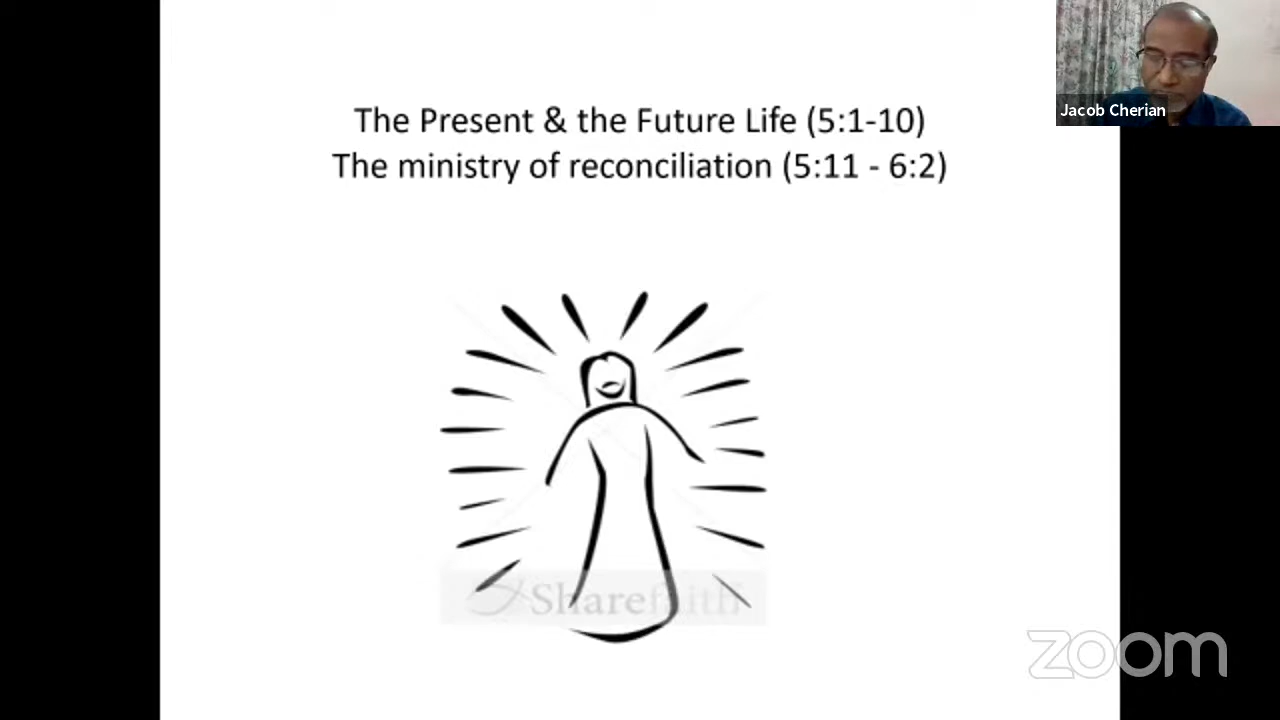 The Present & the Future Life (5:1-10)
The ministry of reconciliation (5:11 - 6:2)
Jacob Cherian
Sharefaith
zoom